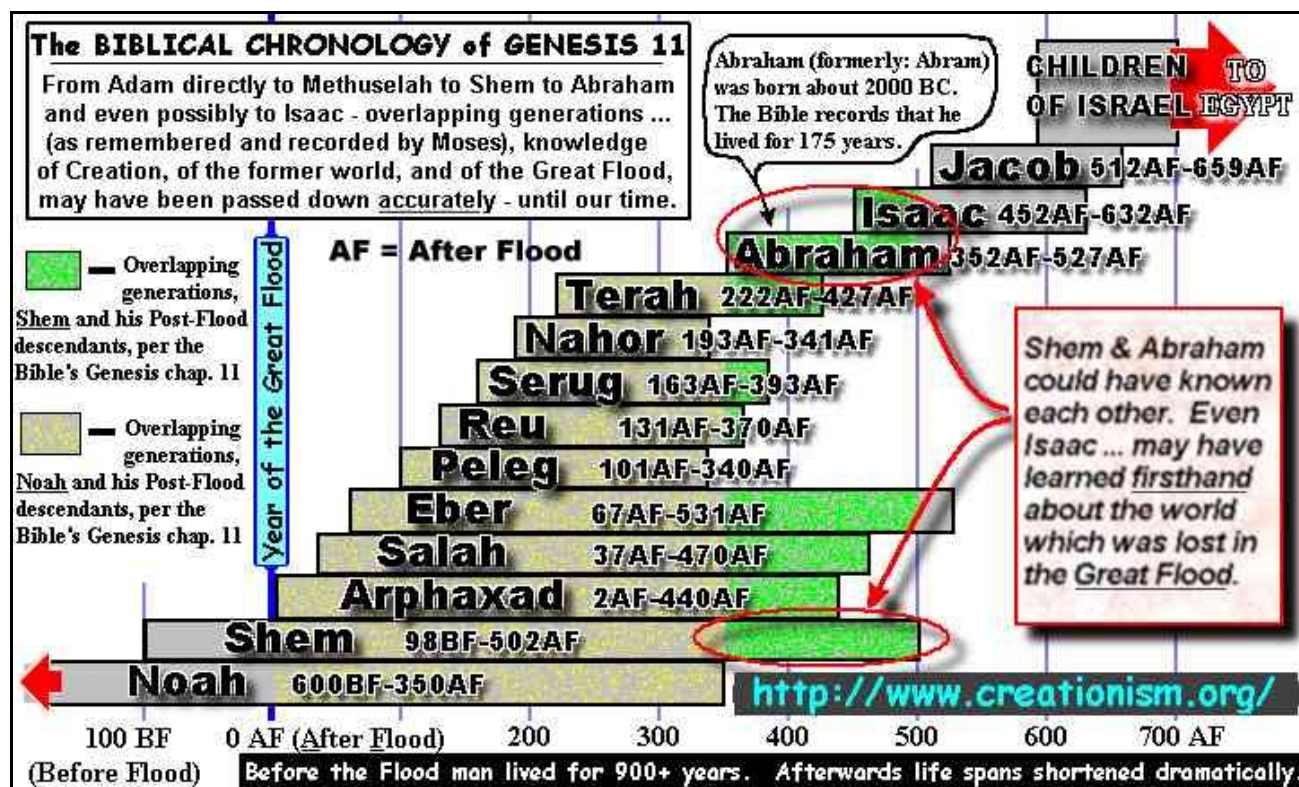 The BIBLICAL CHRONOLOGY of GENESIS 11
From Adam directly to Methuselah to Shem to Abraham
and even possibly to Isaac - overlapping generations ...
(as remembered and recorded by Moses), knowledge
of Creation, of the former world, and of the Great Flood,
may have been passed down accurately - until our time.
Abraham (formerly: Abram)
was born about 2000 BC.
The Bible records that he
lived for 175 years.
CHILDREN
OF ISRAEL
TO
EGYPT
Jacob 512AF-659AF
Isaac 452AF-632AF
Abraham 352AF-527AF
AF = After Flood
Terah 222AF-427AF
Nahor 193AF-341AF
Serug 163AF-393AF
Reu 131AF-370AF
Peleg 101AF-340AF
Eber 67AF-531AF
Salah 37AF-470AF
Arphaxad 2AF-440AF
Shem 98BF-502AF
Noah 600BF-350AF
Year of the Great Flood
— Overlapping
generations,
Shem and his Post-Flood
descendants, per the
Bible's Genesis chap. 11
— Overlapping
generations,
Noah and his Post-Flood
descendants, per the
Bible's Genesis chap. 11
Shem & Abraham
could have known
each other. Even
Isaac ... may have
learned firsthand
about the world
which was lost in
the Great Flood.
http://www.creationism.org/
100 BF 0 AF (After Flood) 200 300 400 500 600 700 AF
(Before Flood)
Before the Flood man lived for 900+ years. Afterwards life spans shortened dramatically.